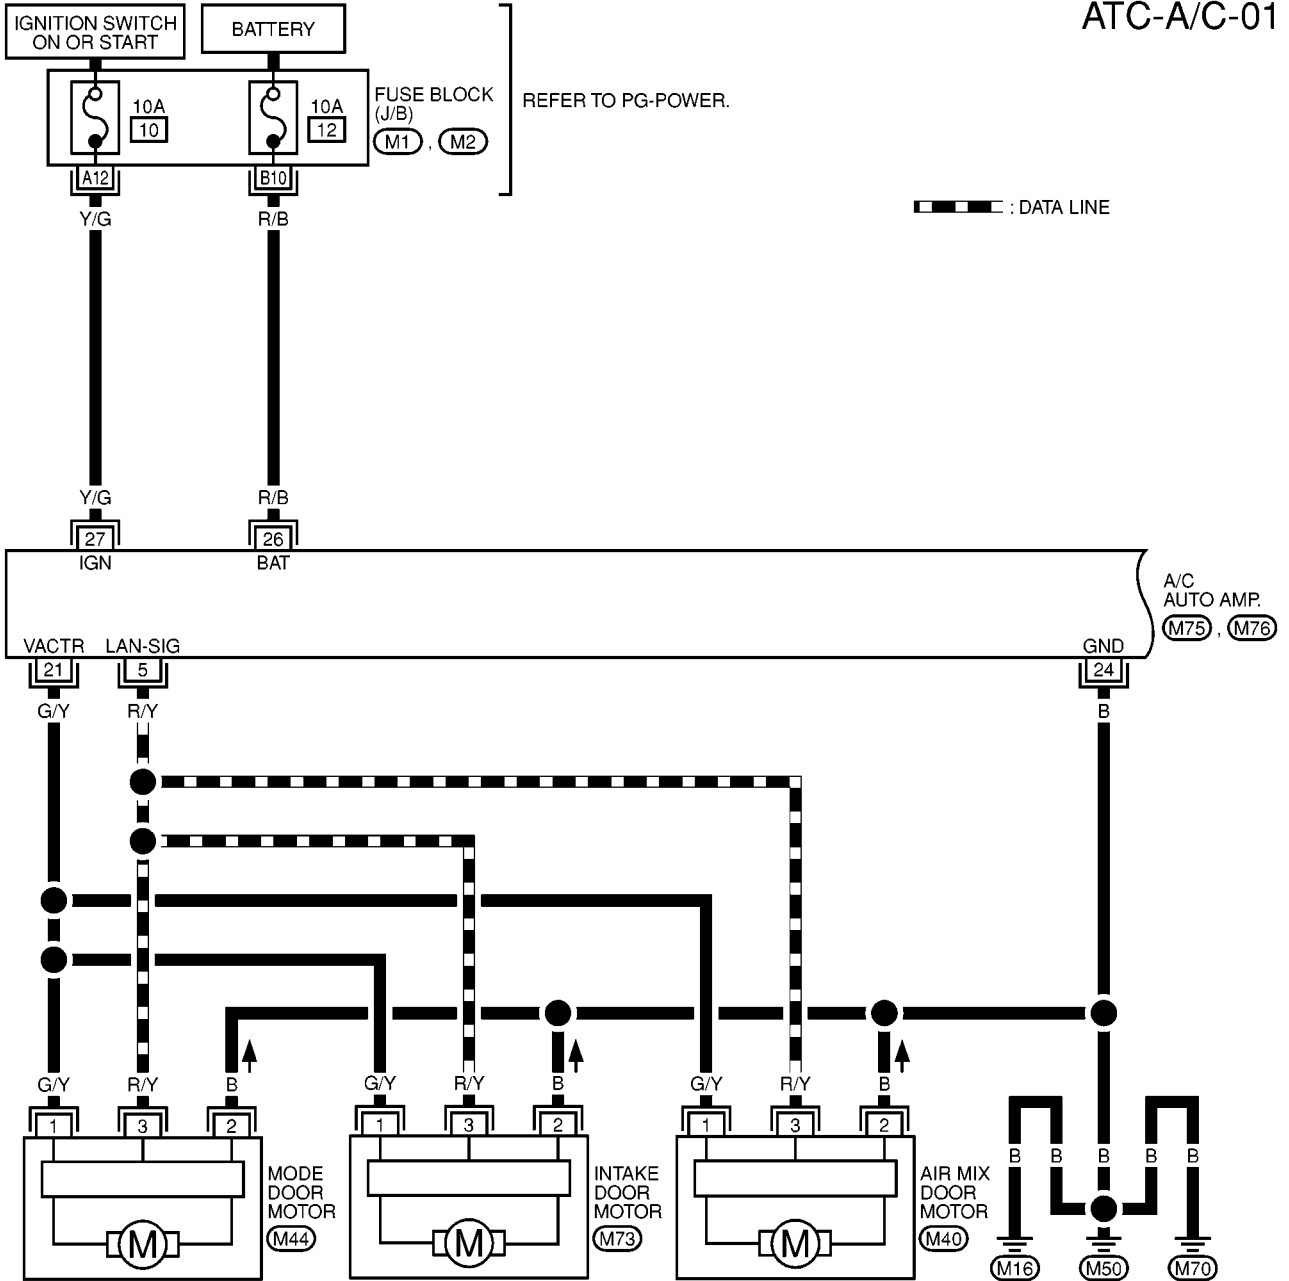 ATC-A/C-01
IGNITION SWITCH
ON OR START
BATTERY
10A
10
10A
12
FUSE BLOCK
(J/B)
M1 , M2
REFER TO PG-POWER.
A12
B10
Y/G
R/B
: DATA LINE
Y/G
R/B
27
26
IGN
BAT
A/C
AUTO AMP.
M75 , M76
VACTR
LAN-SIG
GND
21
5
24
G/Y
R/Y
B
G/Y
R/Y
B
G/Y
R/Y
B
G/Y
R/Y
B
1
3
2
1
3
2
1
3
2
B
B
B
B
B
MODE
DOOR
MOTOR
M44
INTAKE
DOOR
MOTOR
M73
AIR MIX
DOOR
MOTOR
M40
M
M
M
M16
M50
M70